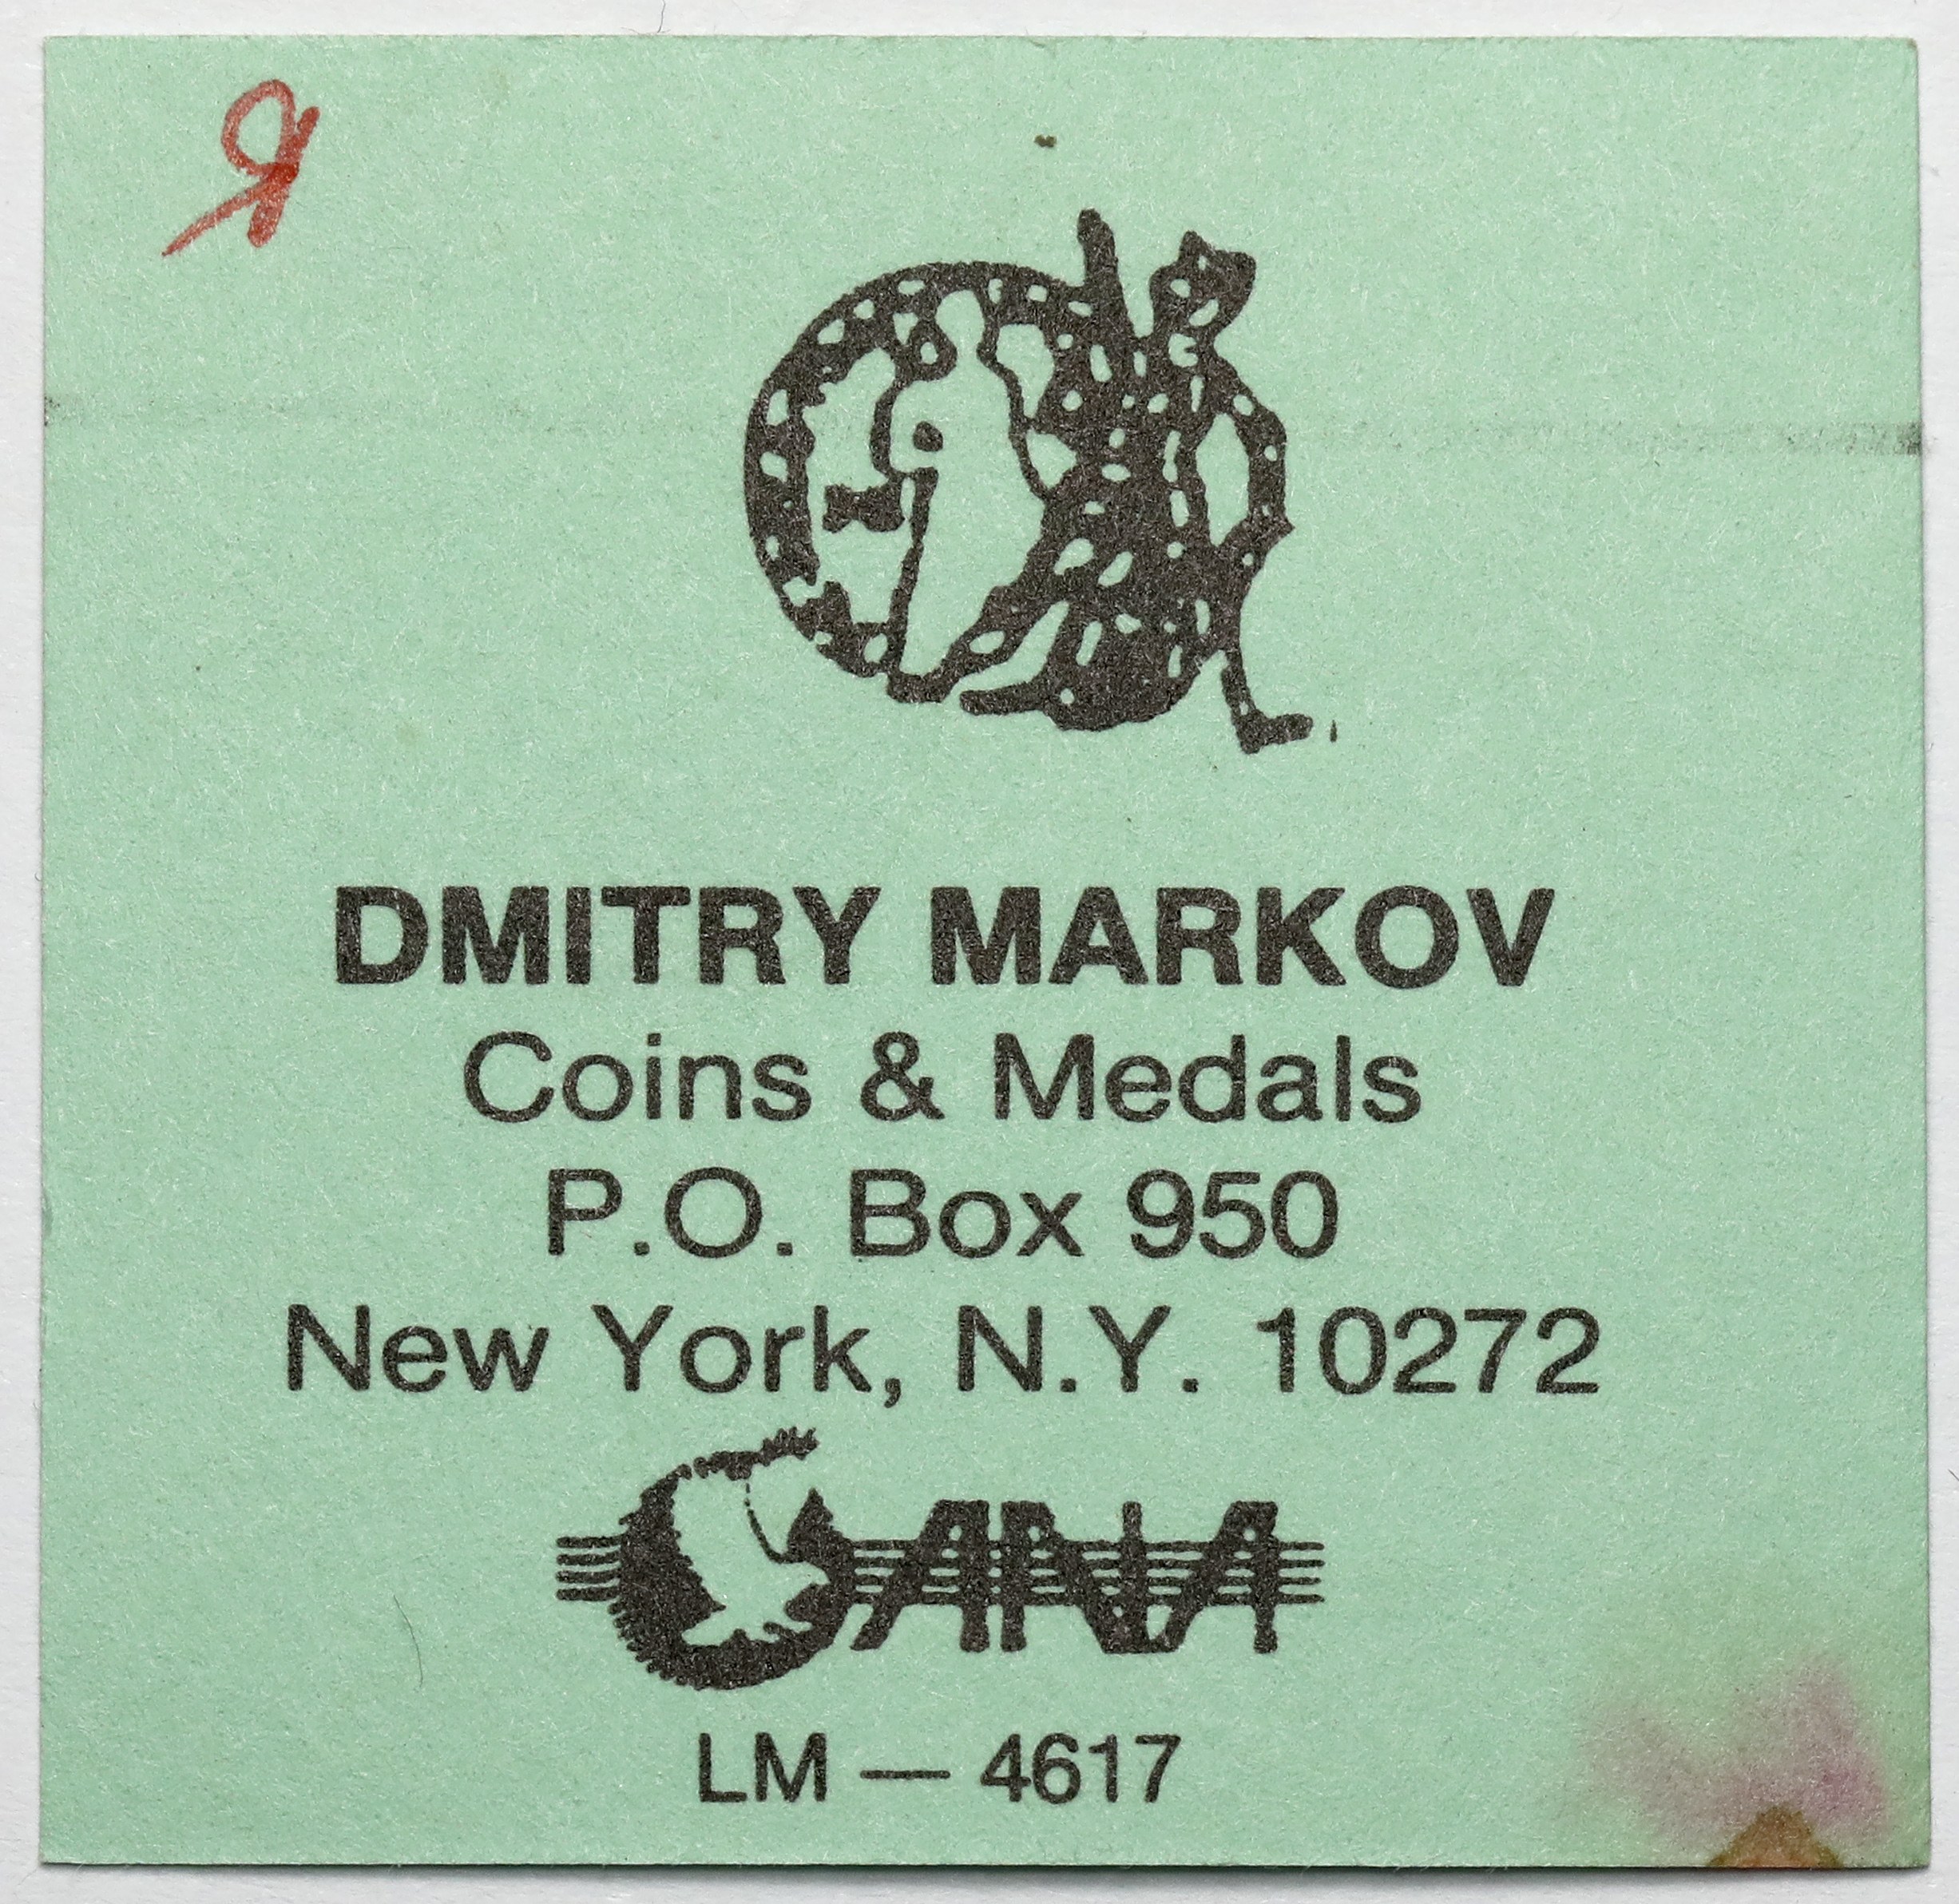 Я
DMITRY MARKOV
Coins & Medals
P.O. Box 950
New York, N.Y. 10272
ANA
LM — 4617